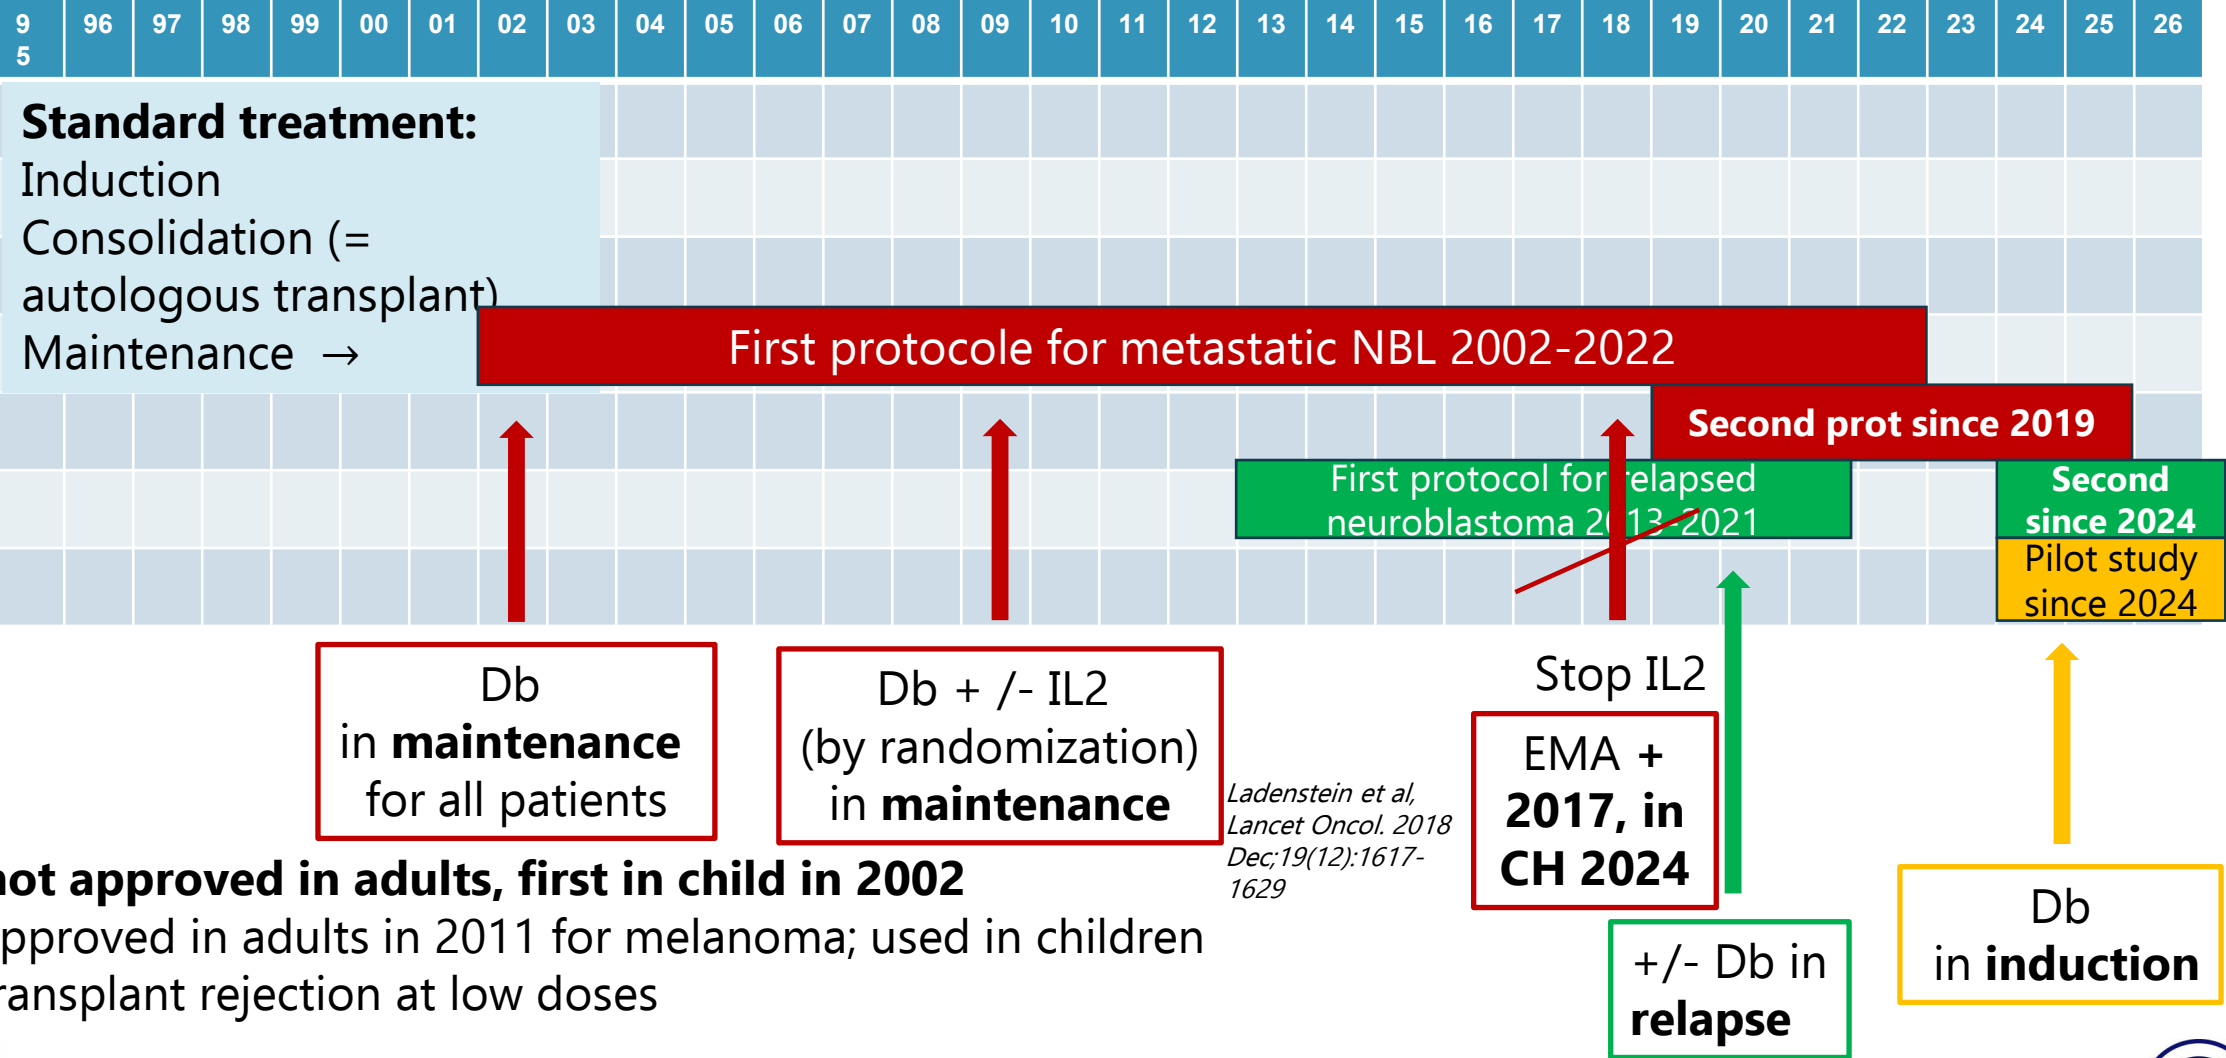 95 96 97 98 99 00 01 02 03 04 05 06 07 08 09 10 11 12 13 14 15 16 17 18 19 20 21 22 23 24 25 26
Standard treatment:
Induction
Consolidation (=
autologous transplant)
Maintenance →
First protocole for metastatic NBL 2002-2022
Second prot since 2019
First protocol for relapsed
neuroblastoma 2013-2021
Second
since 2024
Pilot study
since 2024
Db
in maintenance
for all patients
Db + /- IL2
(by randomization)
in maintenance
Ladenstein et al,
Lancet Oncol. 2018
Dec;19(12):1617-
1629
Stop IL2
EMA +
2017, in
CH 2024
+/- Db in
relapse
Db
in induction
not approved in adults, first in child in 2002
pproved in adults in 2011 for melanoma; used in children
ransplant rejection at low doses